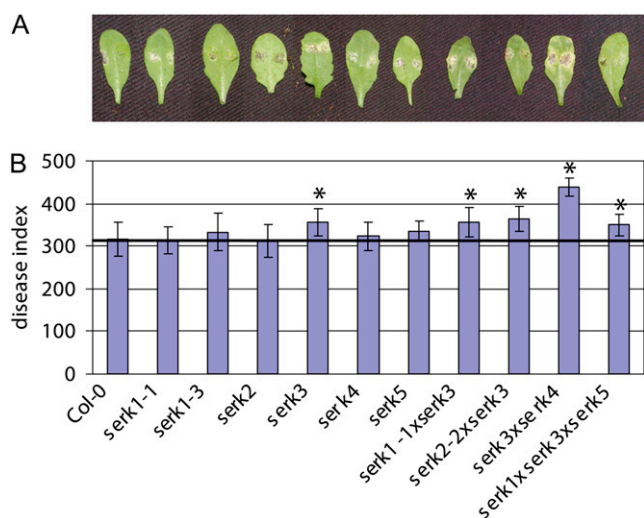 A
B
500
400
300
200
100
0
disease index
* * * * *
Col-0
serk1-1
serk1-3
serk2
serk3
serk4
serk5
serk1 -1xserk3
serk2-2xserk3
serk3xserk4
serk1xserk3xserk5